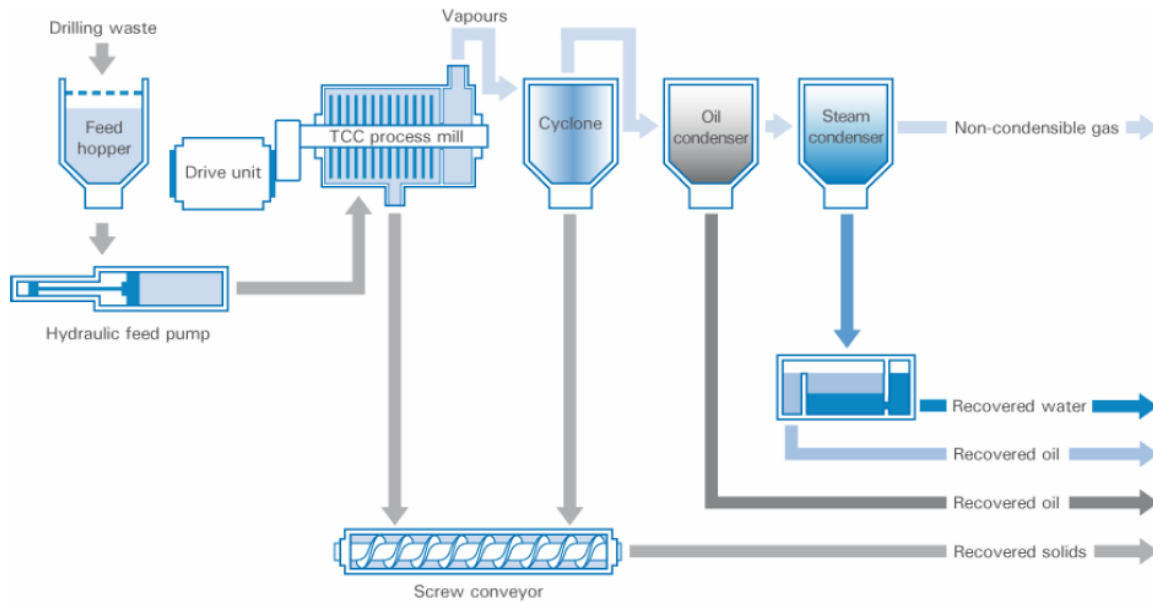 Vapours
Drilling waste
Feed
hopper
Drive unit
TCC process mill
Cyclone
Oil
condenser
Steam
condenser
Non-condensible gas
Hydraulic feed pump
Recovered water
Recovered oil
Recovered oil
Recovered solids
Screw conveyor